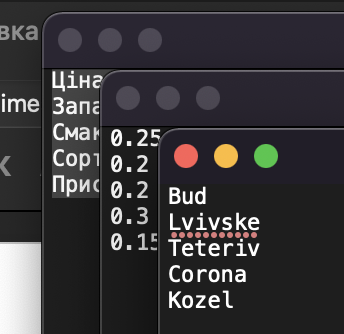 вка
ime
Ціна
Запа
Смак
Сорт
Прис
0.25
0.2
0.2
0.3
0.15
Bud
Lvivske
Teteriv
Corona
Kozel